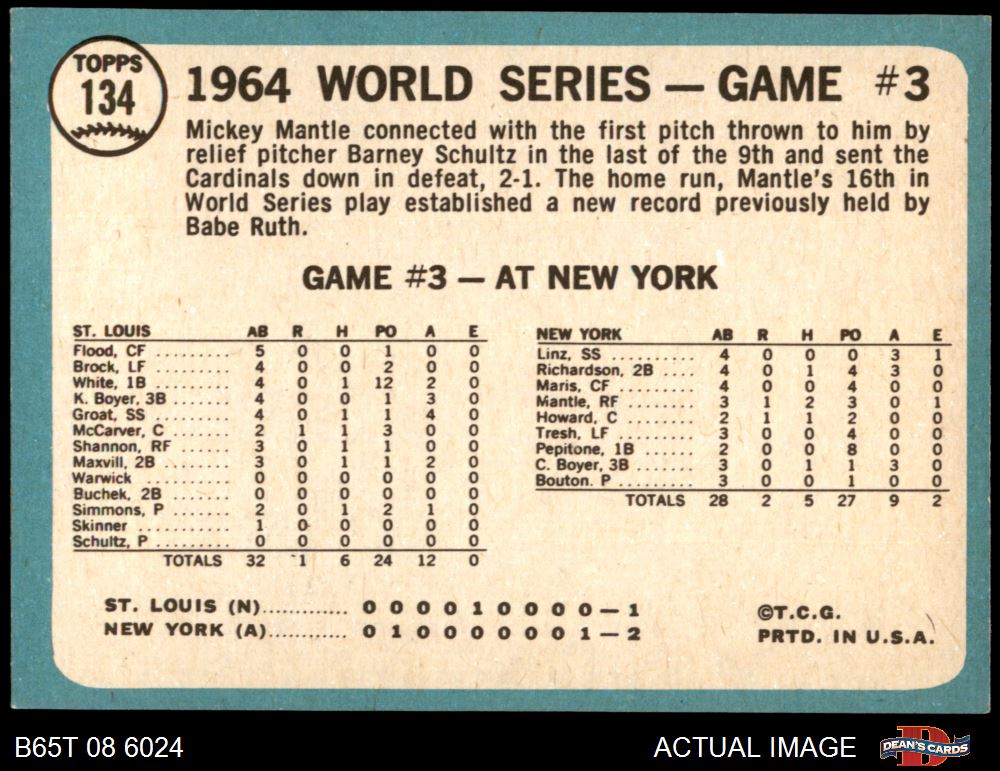 TOPPS
134
1964 WORLD SERIES — GAME #3
Mickey Mantle connected with the first pitch thrown to him by
relief pitcher Barney Schultz in the last of the 9th and sent the
Cardinals down in defeat, 2-1. The home run, Mantle's 16th in
World Series play established a new record previously held by
Babe Ruth.
GAME #3 — AT NEW YORK
ST. LOUIS AB R H PO A E
Flood, CF ......... 5 0 0 1 0 0
Brock, LF ......... 4 0 0 2 0 0
White, 1B ......... 4 0 1 12 2 0
K. Boyer, 3B ....... 4 0 0 1 3 0
Groat, SS ......... 4 0 1 1 4 0
McCarver, C ....... 2 1 1 3 0 0
Shannon, RF ....... 3 0 1 1 0 0
Maxvill, 2B ........ 3 0 1 1 2 0
Warwick .......... 0 0 0 0 0 0
Buchek, 2B ........ 0 0 0 0 0 0
Simmons, P ....... 2 0 1 2 1 0
Skinner ........... 1 0 0 0 0 0
Schultz, P ......... 0 0 0 0 0 0
TOTALS 32 1 6 24 12 0
NEW YORK AB R H PO A E
Linz, SS .......... 4 0 0 0 3 1
Richardson, 2B .... 4 0 1 4 3 0
Maris, CF ......... 4 0 0 4 0 0
Mantle, RF ........ 3 1 2 3 0 1
Howard, C ......... 2 1 1 2 0 0
Tresh, LF ......... 3 0 0 4 0 0
Pepitone, 1B ...... 2 0 0 8 0 0
C. Boyer, 3B ...... 3 0 1 1 3 0
Bouton. P ......... 3 0 0 1 0 0
TOTALS 28 2 5 27 9 2
ST. LOUIS (N)............ 0 0 0 0 1 0 0 0 0 — 1
NEW YORK (A)........... 0 1 0 0 0 0 0 0 1 — 2
©T.C.G.
PRTD. IN U.S.A.
B65T 08 6024
ACTUAL IMAGE
DEAN'S CARDS